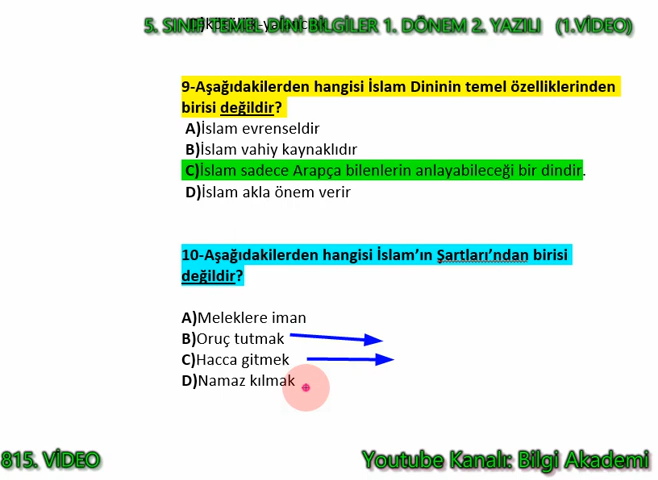 5. SINIF TEMEL DİNİ BİLGİLER 1. DÖNEM 2. YAZILI (1.VİDEO)
9-Aşağıdakilerden hangisi İslam Dininin temel özelliklerinden
birisi değildir?
A)İslam evrenseldir
B)İslam vahiy kaynaklıdır
C)İslam sadece Arapça bilenlerin anlayabileceği bir dindir.
D)İslam akla önem verir
10-Aşağıdakilerden hangisi İslam’ın Şartları’ndan birisi
değildir?
A)Meleklere iman
B)Oruç tutmak
C)Hacca gitmek
D)Namaz kılmak
815. VİDEO
Youtube Kanalı: Bilgi Akademi